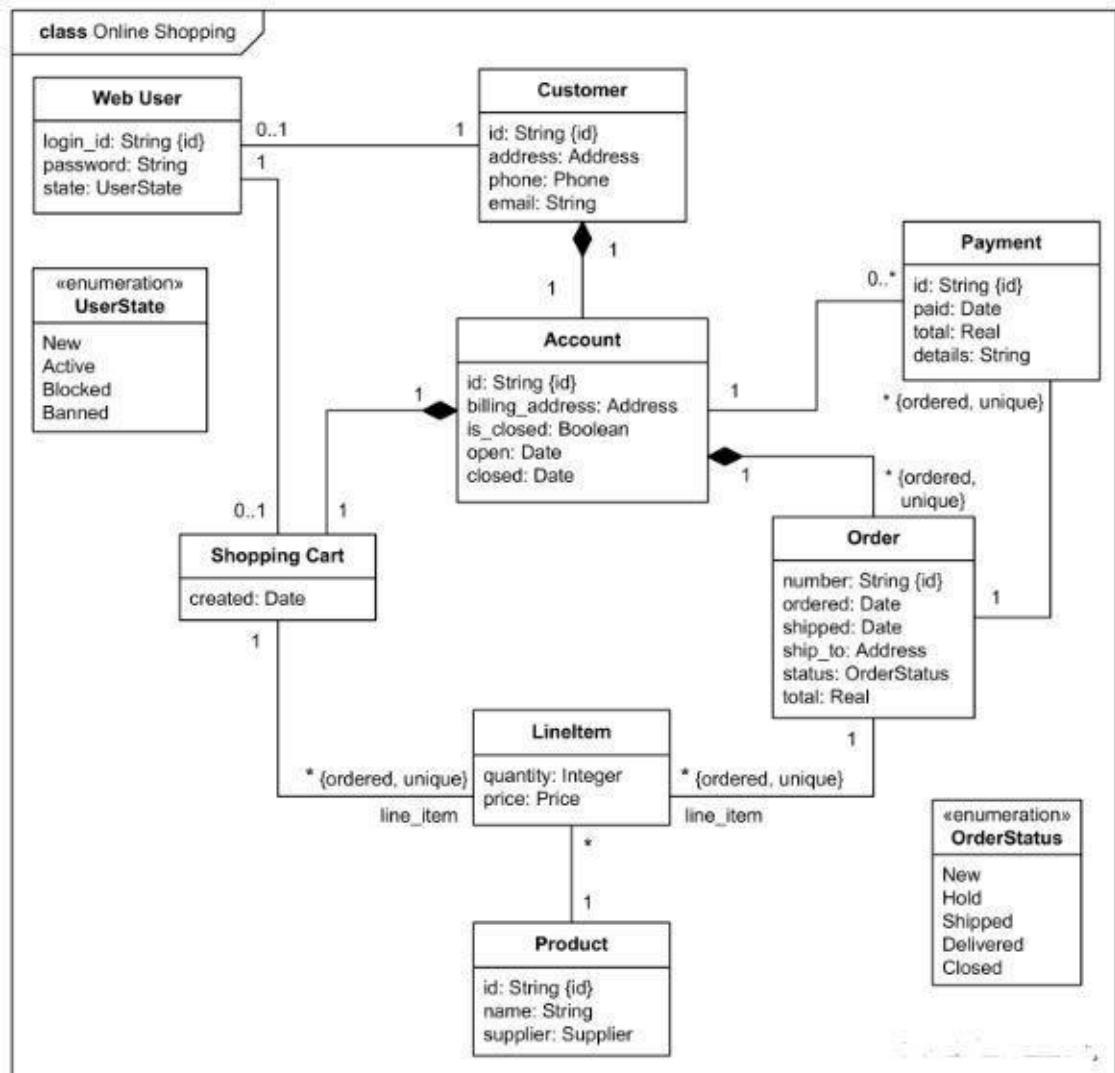 class Online Shopping
Web User
login_id: String {id}
password: String
state: UserState
0..1
1
1
Customer
id: String {id}
address: Address
phone: Phone
email: String
1
1
«enumeration»
UserState
New
Active
Blocked
Banned
Account
id: String {id}
billing_address: Address
is_closed: Boolean
open: Date
closed: Date
1
1
1
Payment
id: String {id}
paid: Date
total: Real
details: String
0..*
* {ordered, unique}
* {ordered,
unique}
0..1
1
Shopping Cart
created: Date
1
Order
number: String {id}
ordered: Date
shipped: Date
ship_to: Address
status: OrderStatus
total: Real
1
1
LineItem
quantity: Integer
price: Price
* {ordered, unique}
line_item
* {ordered, unique}
line_item
*
1
Product
id: String {id}
name: String
supplier: Supplier
«enumeration»
OrderStatus
New
Hold
Shipped
Delivered
Closed